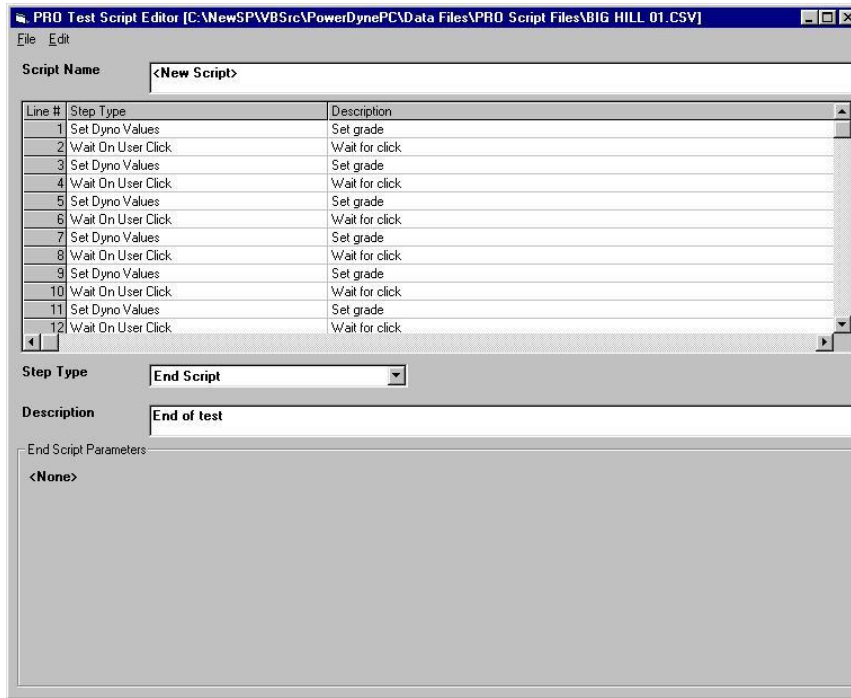 PRO Test Script Editor [C:\NewSP\VBSrc\PowerDynePC\Data Files\PRO Script Files\BIG HILL 01.CSV]
File Edit
Script Name <New Script>
Line # Step Type Description
1 Set Dyno Values Set grade
2 Wait On User Click Wait for click
3 Set Dyno Values Set grade
4 Wait On User Click Wait for click
5 Set Dyno Values Set grade
6 Wait On User Click Wait for click
7 Set Dyno Values Set grade
8 Wait On User Click Wait for click
9 Set Dyno Values Set grade
10 Wait On User Click Wait for click
11 Set Dyno Values Set grade
12 Wait On User Click Wait for click
Step Type End Script
Description End of test
End Script Parameters
<None>